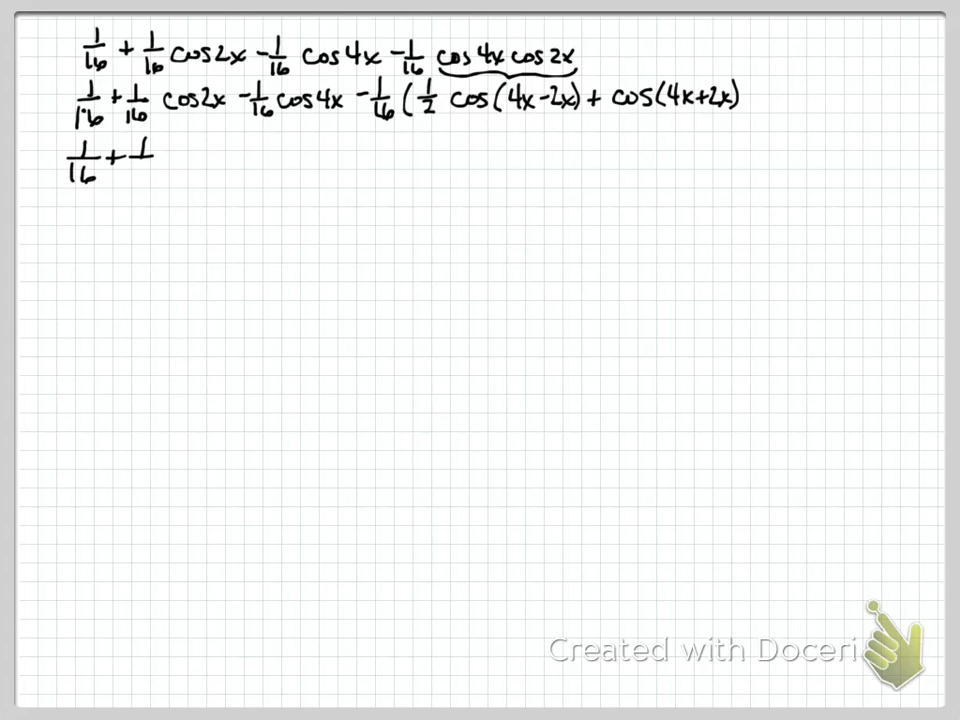 1/16 + 1/16 cos2x - 1/16 cos4x - 1/16 cos4x cos2x
1/16 + 1/16 cos2x - 1/16 cos4x - 1/16 (1/2 cos(4x-2x) + cos(4x+2x)
1/16 + 1
Created with Doceri